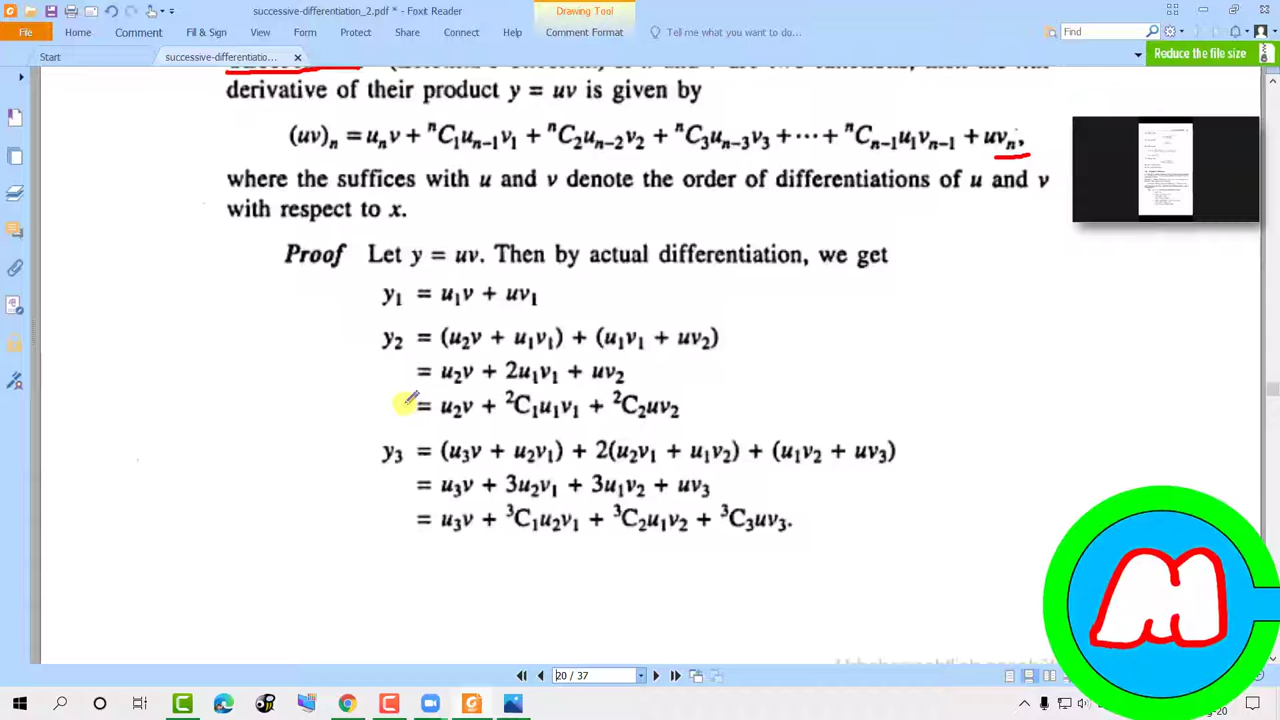 successive-differentiation_2.pdf * - Foxit Reader
Drawing Tool
File Home Comment Fill & Sign View Form Protect Share Connect Help Comment Format Tell me what you want to do... Find
Start successive-differentiatio... × Reduce the file size
derivative of their product y = uv is given by
(uv)ₙ = uₙv + ⁿC₁uₙ₋₁v₁ + ⁿC₂uₙ₋₂v₂ + ⁿC₃uₙ₋₃v₃ + ··· + ⁿCₙ₋₁u₁vₙ₋₁ + uvₙ,
where the suffices in u and v denote the order of differentiations of u and v
with respect to x.
Proof Let y = uv. Then by actual differentiation, we get
y₁ = u₁v + uv₁
y₂ = (u₂v + u₁v₁) + (u₁v₁ + uv₂)
= u₂v + 2u₁v₁ + uv₂
= u₂v + ²C₁u₁v₁ + ²C₂uv₂
y₃ = (u₃v + u₂v₁) + 2(u₂v₁ + u₁v₂) + (u₁v₂ + uv₃)
= u₃v + 3u₂v₁ + 3u₁v₂ + uv₃
= u₃v + ³C₁u₂v₁ + ³C₂u₁v₂ + ³C₃uv₃.
M
20 / 37